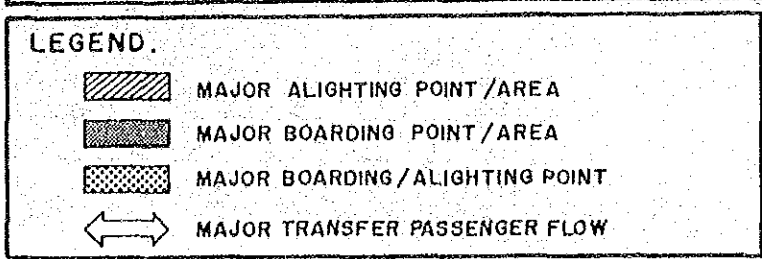 LEGEND.
MAJOR ALIGHTING POINT/AREA
MAJOR BOARDING POINT/AREA
MAJOR BOARDING/ALIGHTING POINT
MAJOR TRANSFER PASSENGER FLOW